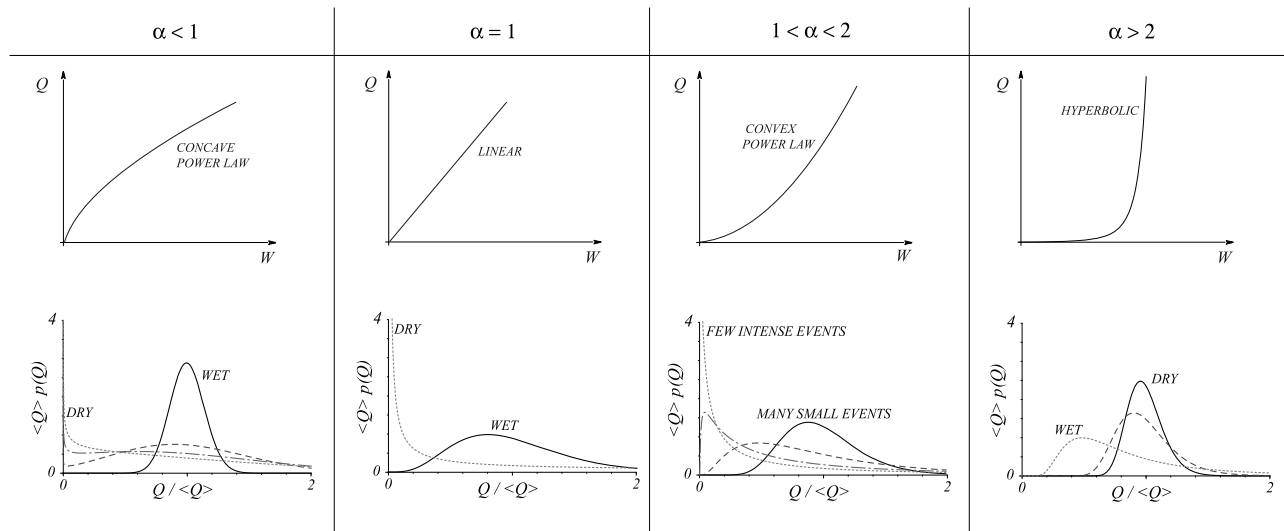 α < 1
α = 1
1 < α < 2
α > 2
Q
CONCAVE
POWER LAW
W
Q
LINEAR
W
Q
CONVEX
POWER LAW
W
Q
HYPERBOLIC
W
4
<Q> p(Q)
DRY
WET
0
0
Q / <Q>
2
4
<Q> p(Q)
DRY
WET
0
0
Q / <Q>
2
4
<Q> p(Q)
FEW INTENSE EVENTS
MANY SMALL EVENTS
0
0
Q / <Q>
2
4
<Q> p(Q)
DRY
WET
0
0
Q / <Q>
2